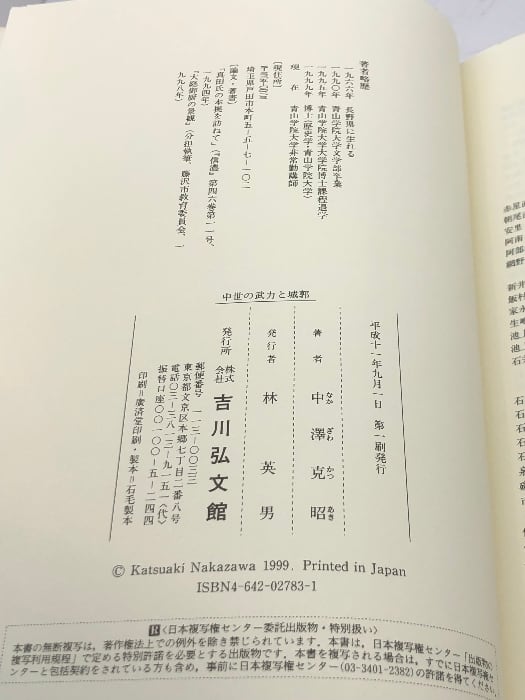 著者略歴
一九六六年 長野県に生れる
一九九〇年 青山学院大学文学部卒業
一九九五年 青山学院大学大学院博士課程退学
一九九九年 博士(歴史学・青山学院大学)
現在 青山学院大学非常勤講師
〔現住所〕
埼玉県戸田市本町五-五-七-一〇二
〔論文・著書〕
「真田氏の本拠を訪ねて」(『信濃』第四六巻第一一号、
一九九四年)
『大庭御厨の景観』(分担執筆、藤沢市教育委員会、一
九九八年)
中世の武力と城郭
平成十一年九月一日 第一刷発行
著者 中澤克昭
なか ざわ かつ あき
発行者 林英男
発行所 株式会社 吉川弘文館
郵便番号 一一三-〇〇三三
東京都文京区本郷七丁目二番八号
電話〇三-三八一三-九一五一〈代〉
振替口座〇〇一〇〇-五-二四四
印刷=広済堂印刷・製本=石毛製本
© Katsuaki Nakazawa 1999. Printed in Japan
ISBN4-642-02783-1
R〈日本複写権センター委託出版物・特別扱い〉
本書の無断複写は、著作権法上での例外を除き禁じられています。本書は、日本複写権センター「出版物の
複写利用規程」で定める特別許諾を必要とする出版物です。本書を複写される場合は、すでに日本複写権セ
ンターと包括契約をされている方も含め、事前に日本複写権センター(03-3401-2382)の許諾を得てくだ